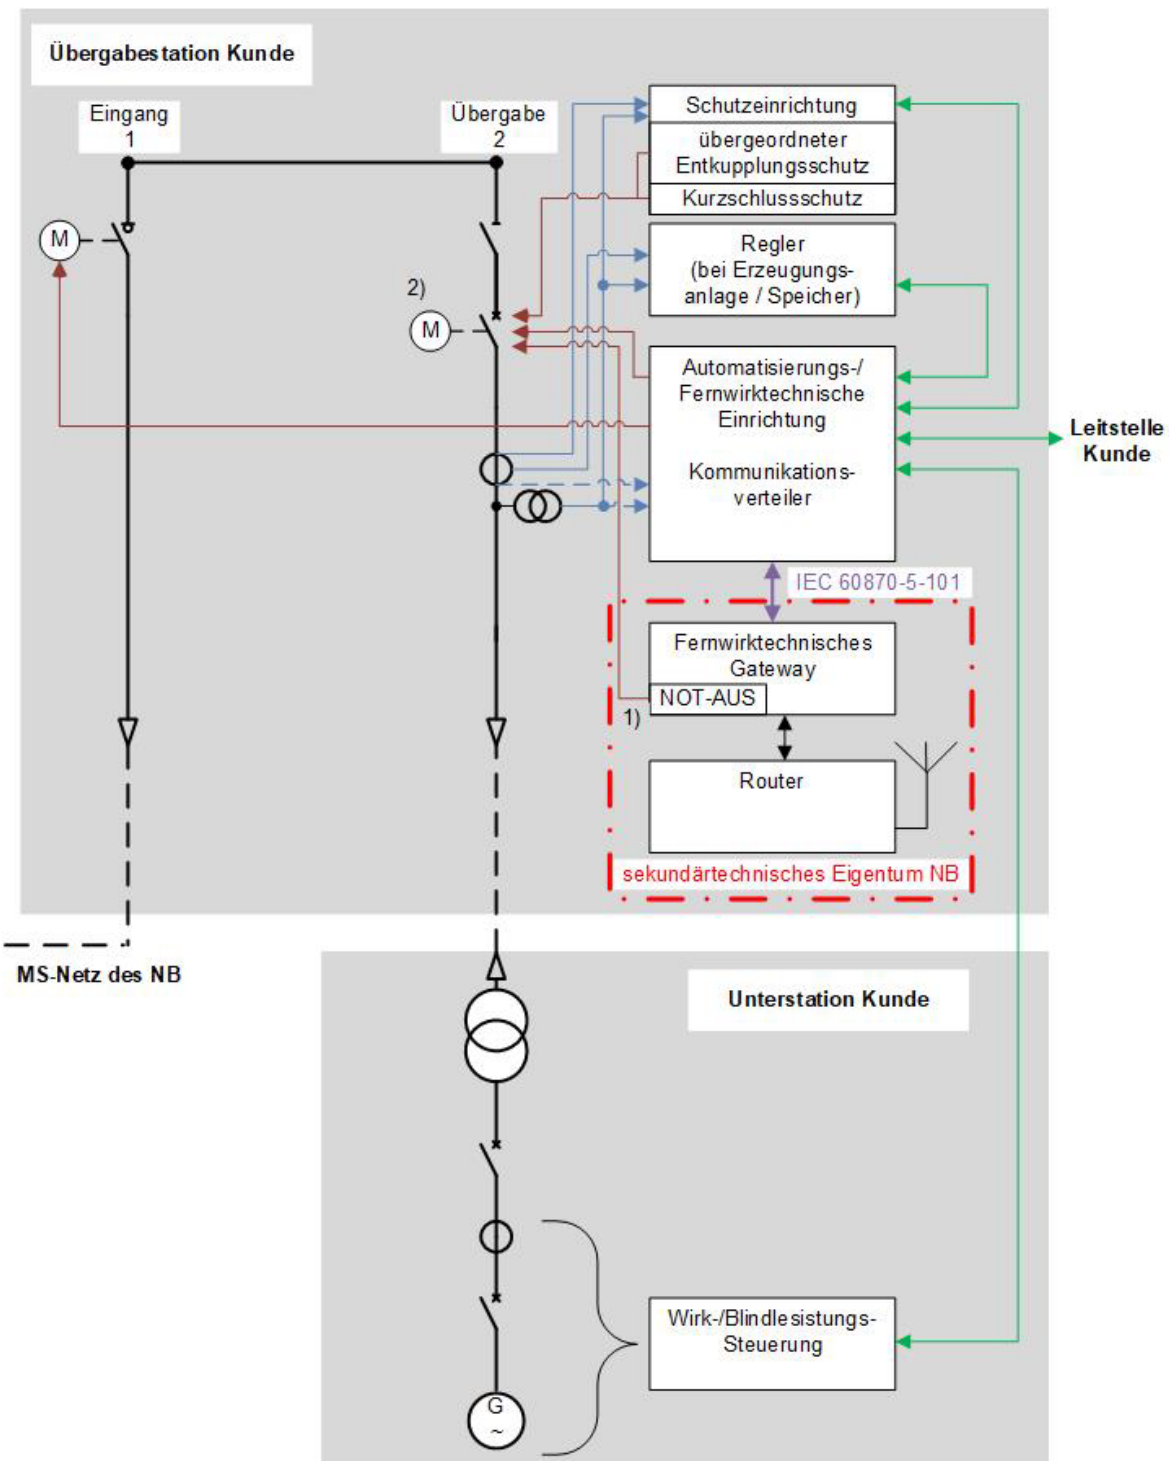 Übergabestation Kunde
Eingang
1
Übergabe
2
Schutzeinrichtung
übergeordneter
Entkupplungsschutz
Kurzschlussschutz
M
Regler
(bei Erzeugungs-
anlage / Speicher)
2)
M
Automatisierungs-/
Fernwirktechnische
Einrichtung
Kommunikations-
verteiler
Leitstelle
Kunde
IEC 60870-5-101
Fernwirktechnisches
Gateway
NOT-AUS
1)
Router
sekundärtechnisches Eigentum NB
MS-Netz des NB
Unterstation Kunde
Wirk-/Blindlesistungs-
Steuerung
G
~